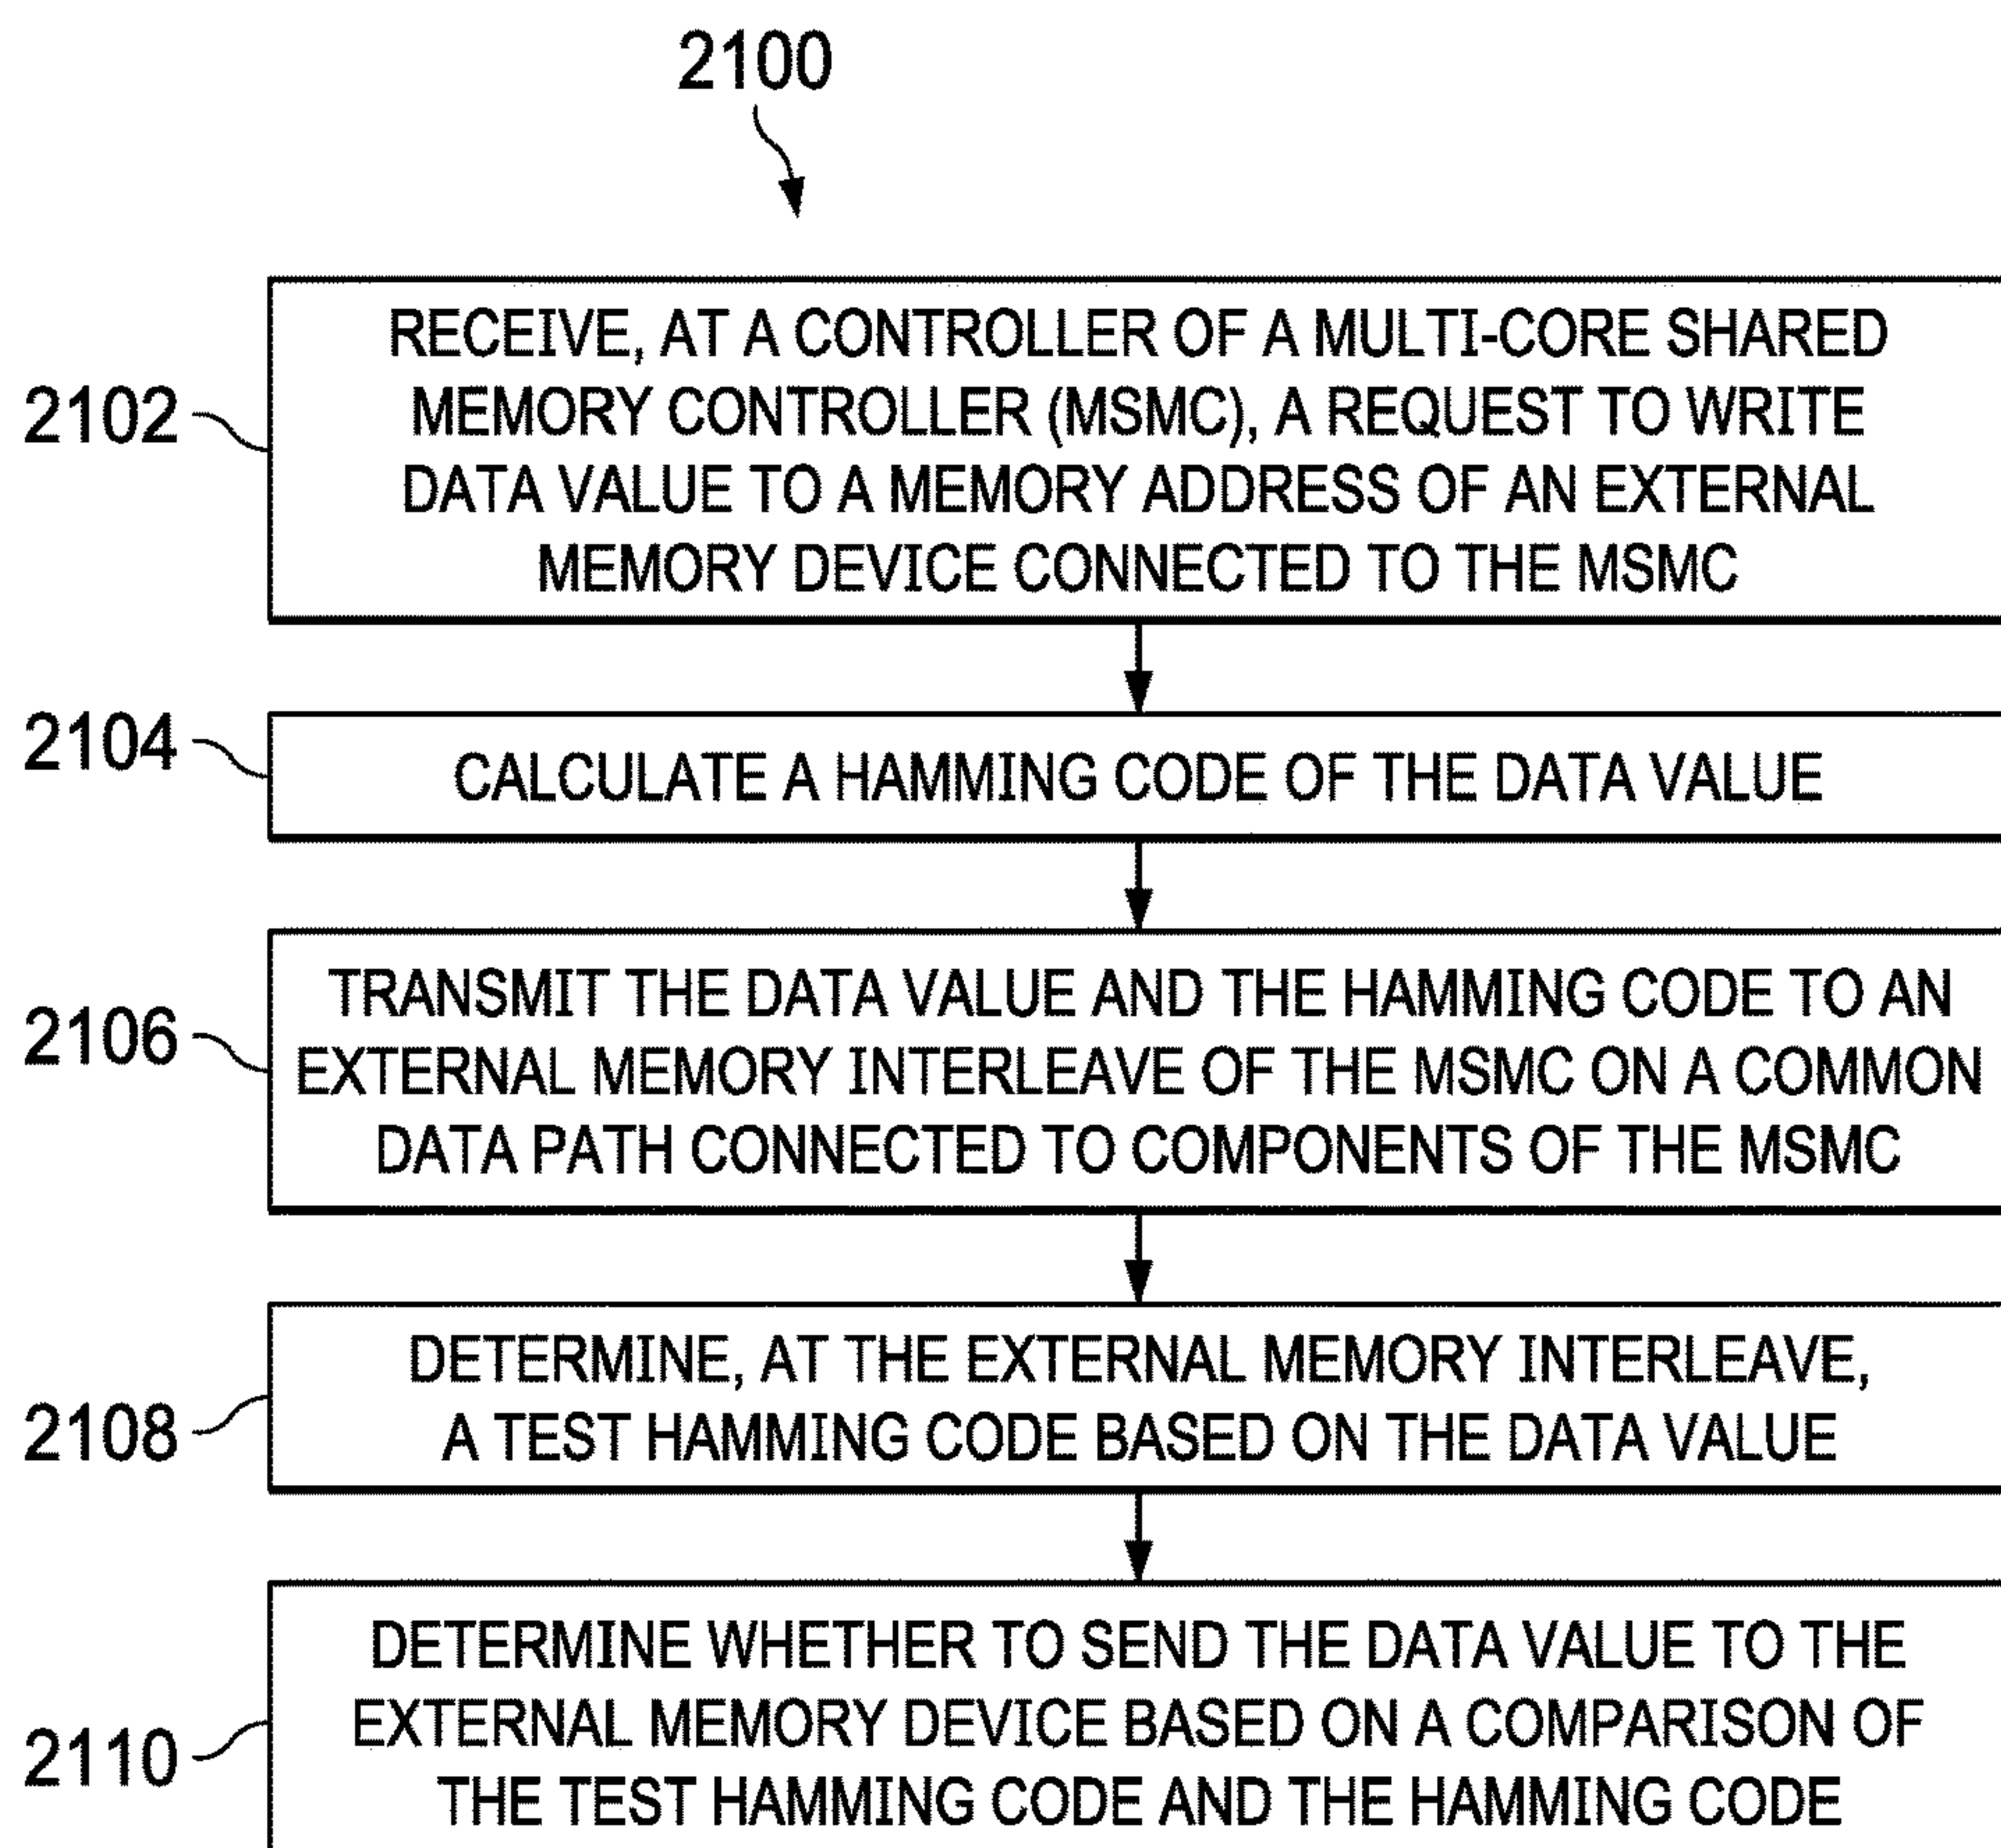 2100
2102
RECEIVE, AT A CONTROLLER OF A MULTI-CORE SHARED
MEMORY CONTROLLER (MSMC), A REQUEST TO WRITE
DATA VALUE TO A MEMORY ADDRESS OF AN EXTERNAL
MEMORY DEVICE CONNECTED TO THE MSMC
2104
CALCULATE A HAMMING CODE OF THE DATA VALUE
2106
TRANSMIT THE DATA VALUE AND THE HAMMING CODE TO AN
EXTERNAL MEMORY INTERLEAVE OF THE MSMC ON A COMMON
DATA PATH CONNECTED TO COMPONENTS OF THE MSMC
2108
DETERMINE, AT THE EXTERNAL MEMORY INTERLEAVE,
A TEST HAMMING CODE BASED ON THE DATA VALUE
2110
DETERMINE WHETHER TO SEND THE DATA VALUE TO THE
EXTERNAL MEMORY DEVICE BASED ON A COMPARISON OF
THE TEST HAMMING CODE AND THE HAMMING CODE